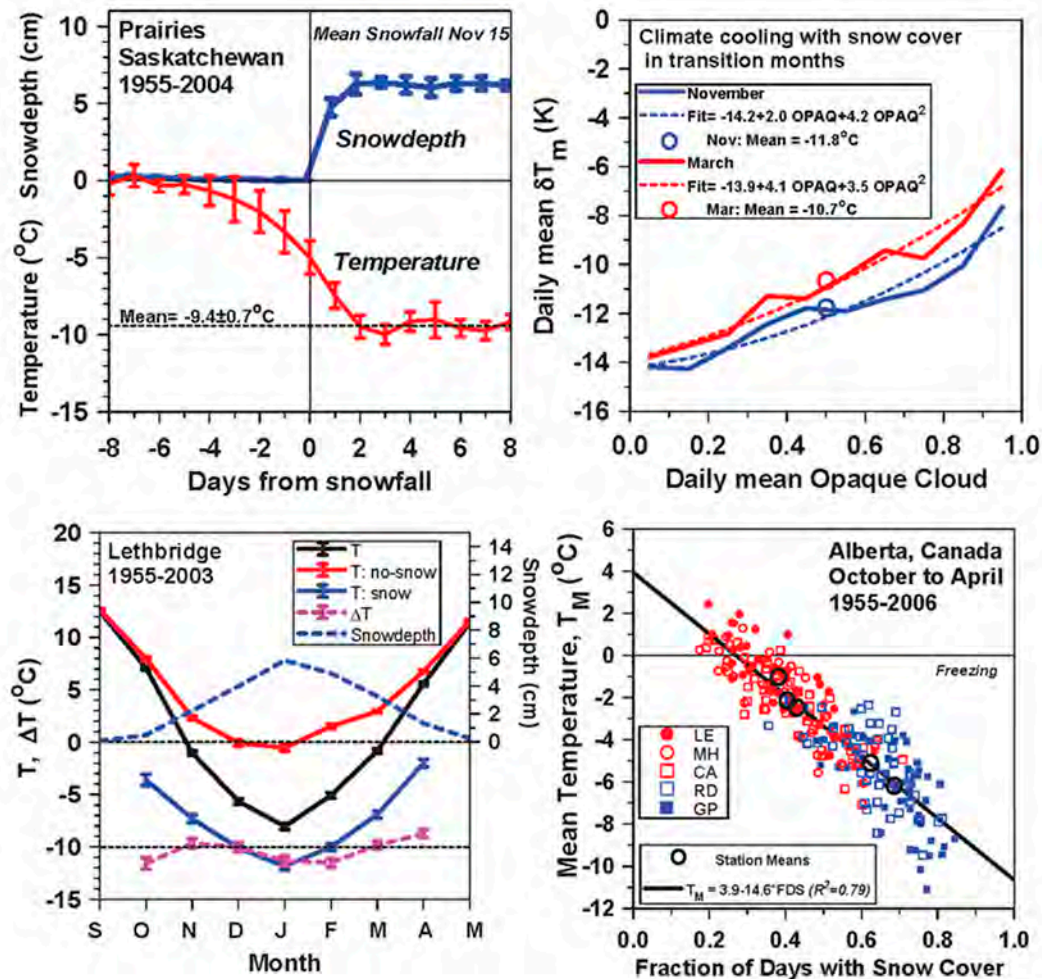 Prairies
Saskatchewan
1955-2004
Mean Snowfall Nov 15
Snowdepth
Temperature
Mean= -9.4±0.7°C
Temperature (°C) Snowdepth (cm)
10
5
0
-5
-10
-15
-8 -6 -4 -2 0 2 4 6 8
Days from snowfall
Climate cooling with snow cover
in transition months
November
Fit= -14.2+2.0 OPAQ+4.2 OPAQ²
Nov: Mean = -11.8°C
March
Fit= -13.9+4.1 OPAQ+3.5 OPAQ²
Mar: Mean = -10.7°C
Daily mean δTm (K)
0
-2
-4
-6
-8
-10
-12
-14
-16
0.0 0.2 0.4 0.6 0.8 1.0
Daily mean Opaque Cloud
Lethbridge
1955-2003
T
T: no-snow
T: snow
ΔT
Snowdepth
T, ΔT (°C)
20
15
10
5
0
-5
-10
-15
Snowdepth (cm)
14
12
10
8
6
4
2
0
S O N D J F M A M
Month
Alberta, Canada
October to April
1955-2006
Freezing
LE
MH
CA
RD
GP
Station Means
TM = 3.9-14.6*FDS (R²=0.79)
Mean Temperature, TM (°C)
6
4
2
0
-2
-4
-6
-8
-10
-12
0.0 0.2 0.4 0.6 0.8 1.0
Fraction of Days with Snow Cover